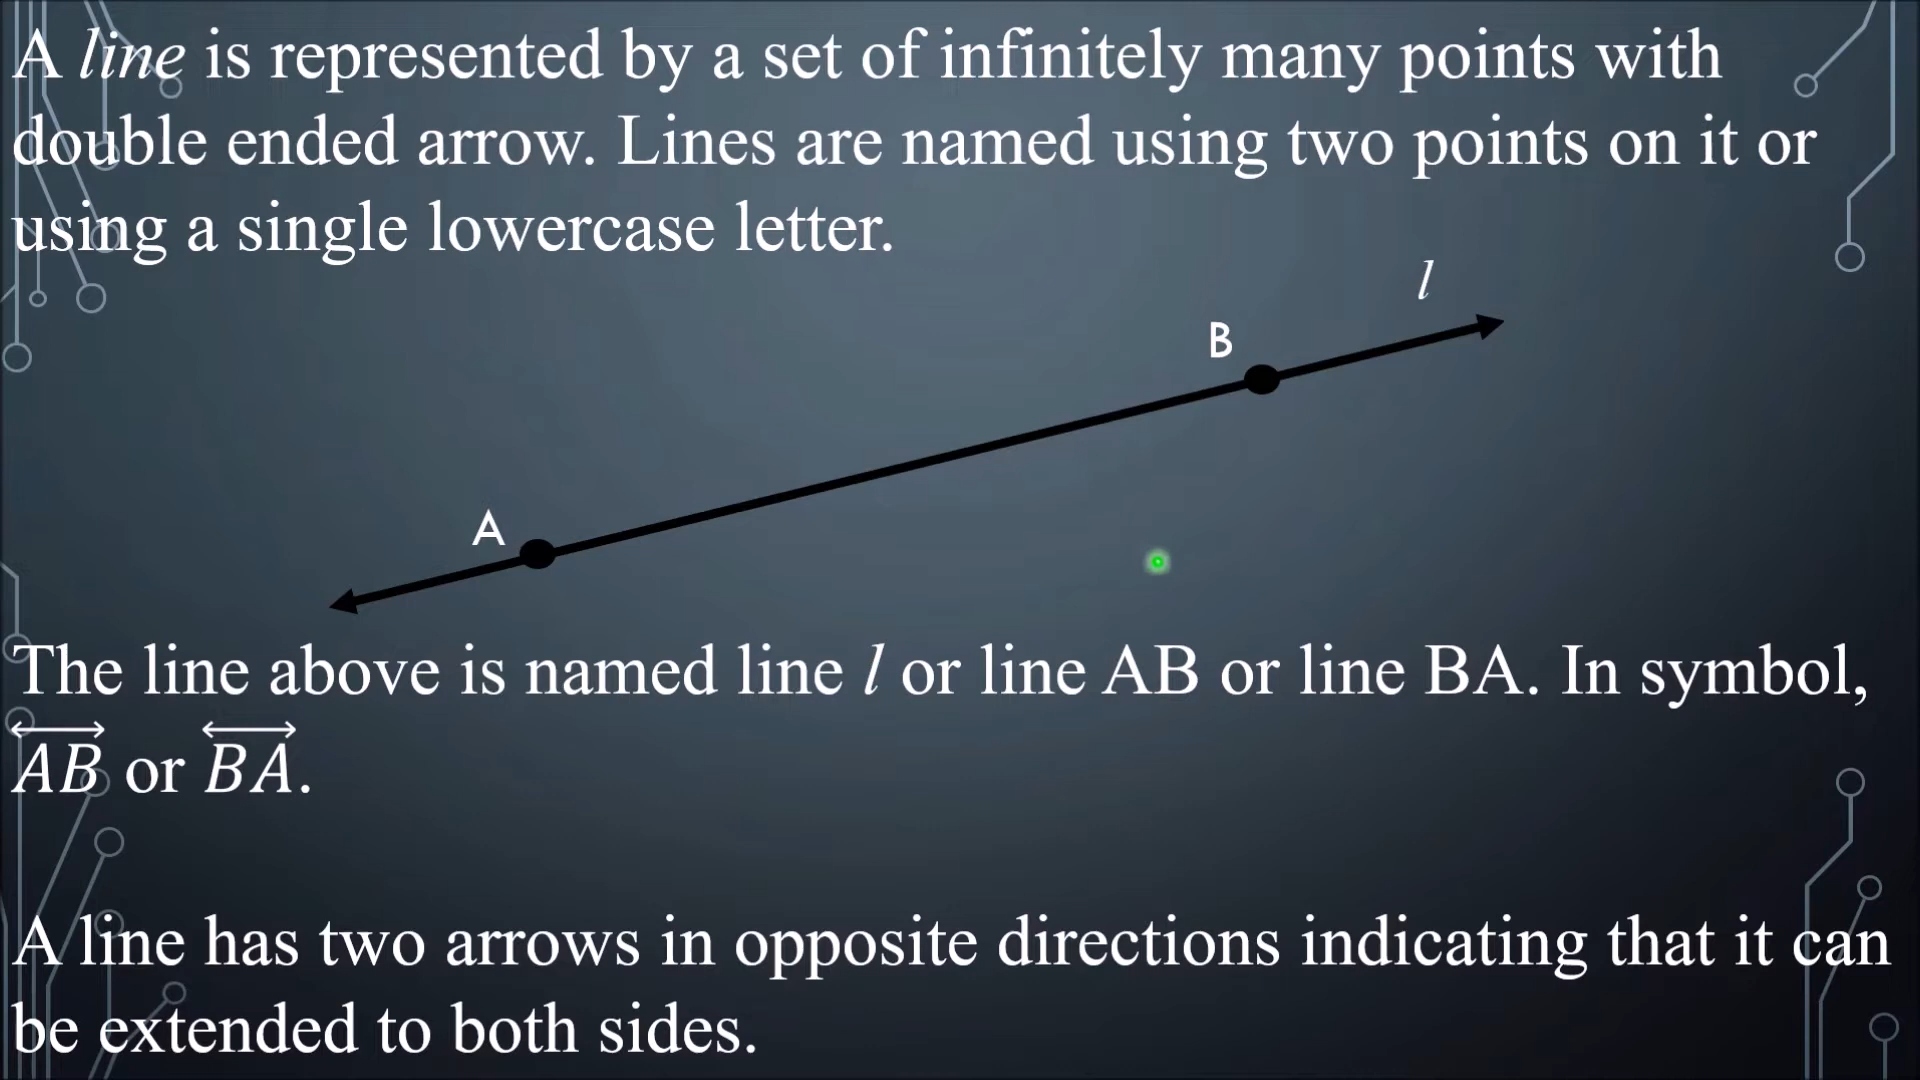 A line is represented by a set of infinitely many points with
double ended arrow. Lines are named using two points on it or
using a single lowercase letter.
l
B
A
The line above is named line l or line AB or line BA. In symbol,
\overleftrightarrow{AB} or \overleftrightarrow{BA}.
A line has two arrows in opposite directions indicating that it can
be extended to both sides.